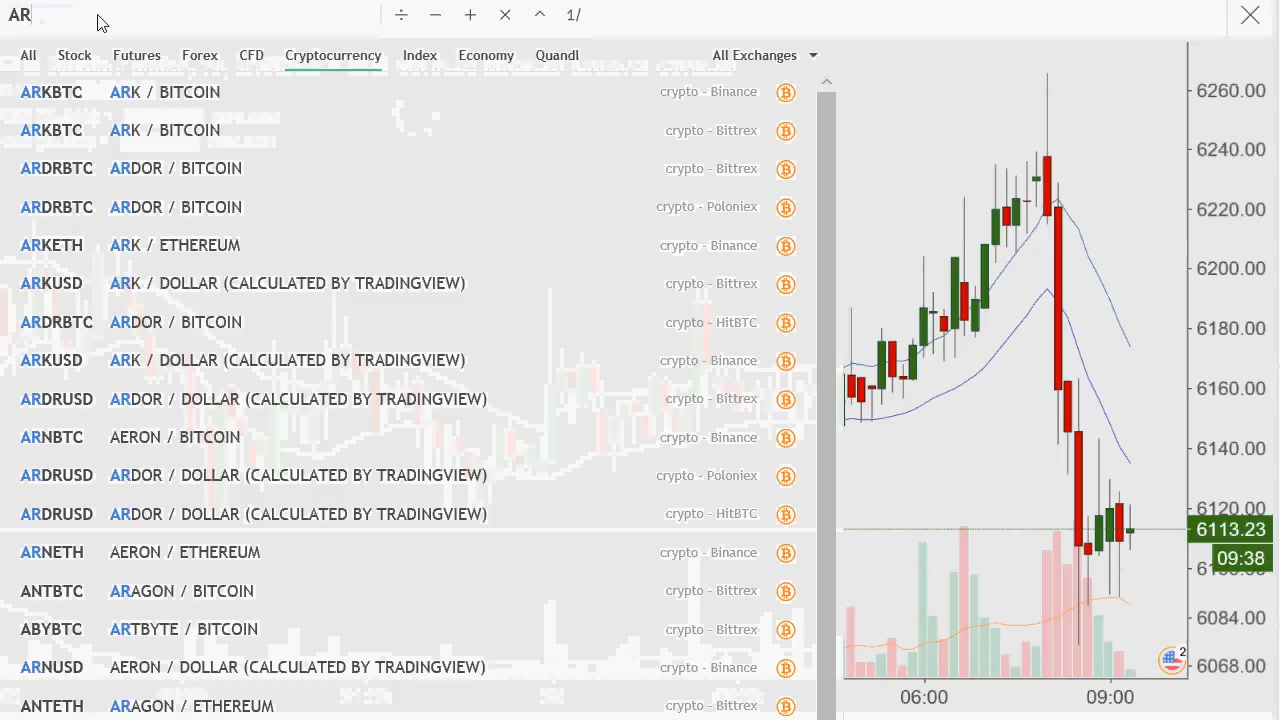 AR ÷ − + × ^ 1/
All Stock Futures Forex CFD Cryptocurrency Index Economy Quandl All Exchanges
ARKBTC ARK / BITCOIN crypto - Binance
ARKBTC ARK / BITCOIN crypto - Bittrex
ARDRBTC ARDOR / BITCOIN crypto - Bittrex
ARDRBTC ARDOR / BITCOIN crypto - Poloniex
ARKETH ARK / ETHEREUM crypto - Binance
ARKUSD ARK / DOLLAR (CALCULATED BY TRADINGVIEW) crypto - Bittrex
ARDRBTC ARDOR / BITCOIN crypto - HitBTC
ARKUSD ARK / DOLLAR (CALCULATED BY TRADINGVIEW) crypto - Binance
ARDRUSD ARDOR / DOLLAR (CALCULATED BY TRADINGVIEW) crypto - Bittrex
ARNBTC AERON / BITCOIN crypto - Binance
ARDRUSD ARDOR / DOLLAR (CALCULATED BY TRADINGVIEW) crypto - Poloniex
ARDRUSD ARDOR / DOLLAR (CALCULATED BY TRADINGVIEW) crypto - HitBTC
ARNETH AERON / ETHEREUM crypto - Binance
ANTBTC ARAGON / BITCOIN crypto - Bittrex
ABYBTC ARTBYTE / BITCOIN crypto - Bittrex
ARNUSD AERON / DOLLAR (CALCULATED BY TRADINGVIEW) crypto - Binance
ANTETH ARAGON / ETHEREUM crypto - Bittrex
6260.00
6240.00
6220.00
6200.00
6180.00
6160.00
6140.00
6120.00
6113.23
09:38
6084.00
2
6068.00
06:00 09:00